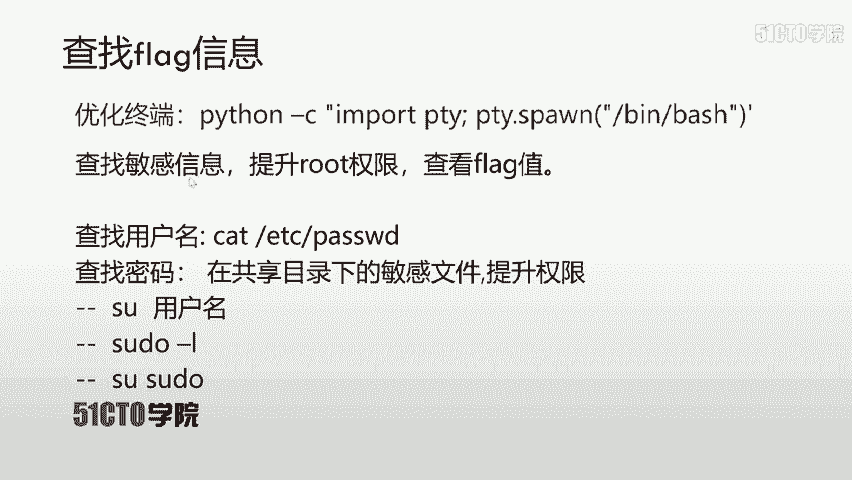 51CTO学院
查找flag信息
优化终端：python –c "import pty; pty.spawn("/bin/bash")'
查找敏感信息，提升root权限，查看flag值。
查找用户名: cat /etc/passwd
查找密码： 在共享目录下的敏感文件,提升权限
-- su 用户名
-- sudo –l
-- su sudo
51CTO学院